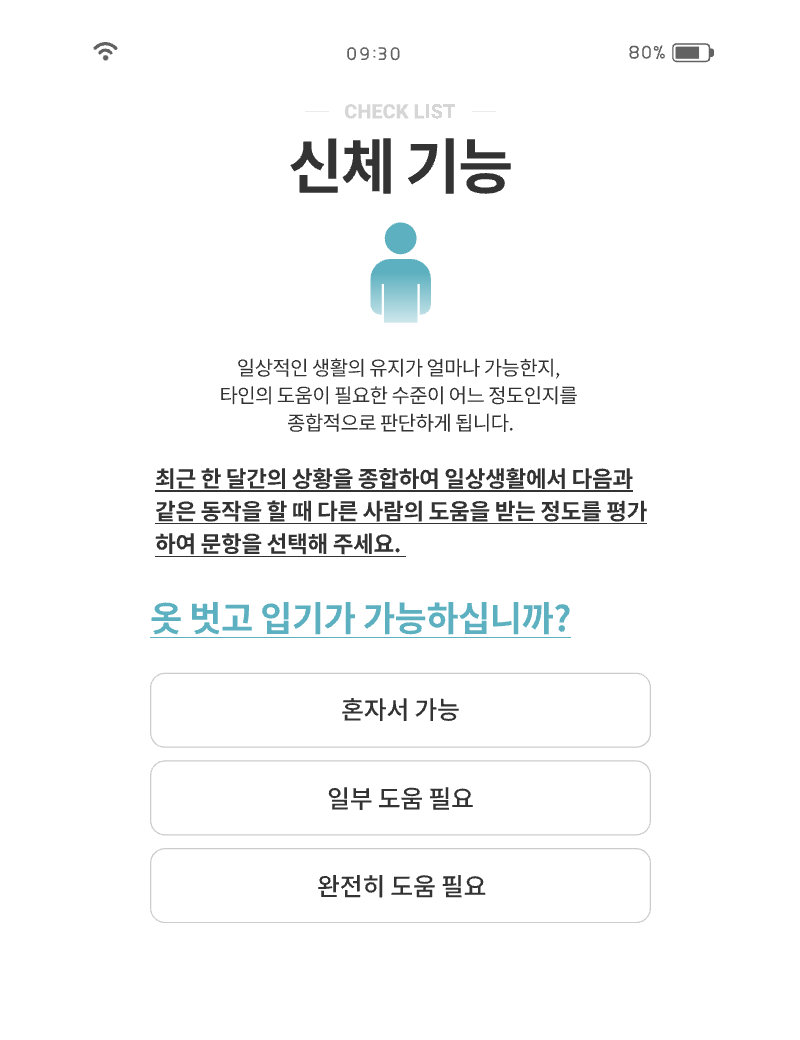 09:30
80%
CHECK LIST
신체 기능
일상적인 생활의 유지가 얼마나 가능한지,
타인의 도움이 필요한 수준이 어느 정도인지를
종합적으로 판단하게 됩니다.
최근 한 달간의 상황을 종합하여 일상생활에서 다음과
같은 동작을 할 때 다른 사람의 도움을 받는 정도를 평가
하여 문항을 선택해 주세요.
옷 벗고 입기가 가능하십니까?
혼자서 가능
일부 도움 필요
완전히 도움 필요